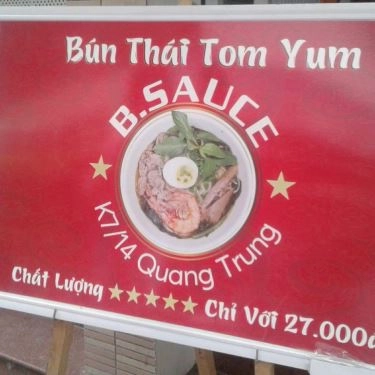 Bún Thái Tom Yum
B.SAUCE
K7/14 Quang Trung
Chất Lượng ★★★★★ Chỉ Với 27.000đ